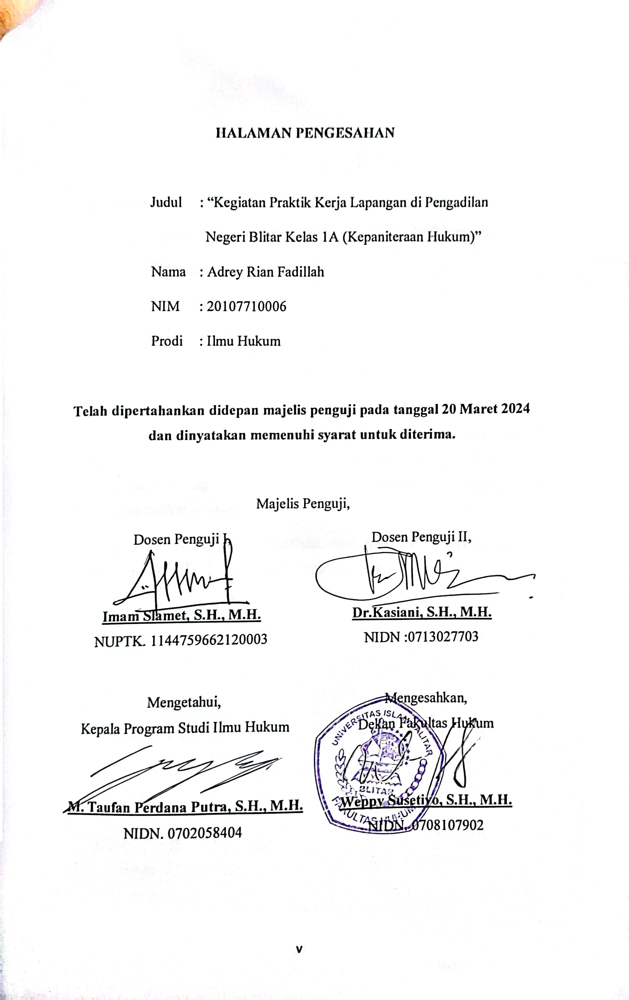 HALAMAN PENGESAHAN
Judul : “Kegiatan Praktik Kerja Lapangan di Pengadilan
Negeri Blitar Kelas 1A (Kepaniteraan Hukum)”
Nama : Adrey Rian Fadillah
NIM : 20107710006
Prodi : Ilmu Hukum
Telah dipertahankan didepan majelis penguji pada tanggal 20 Maret 2024
dan dinyatakan memenuhi syarat untuk diterima.
Majelis Penguji,
Dosen Penguji I,
Imam Slamet, S.H., M.H.
NUPTK. 1144759662120003
Dosen Penguji II,
Dr.Kasiani, S.H., M.H.
NIDN :0713027703
Mengetahui,
Kepala Program Studi Ilmu Hukum
M. Taufan Perdana Putra, S.H., M.H.
NIDN. 0702058404
Mengesahkan,
Dekan Fakultas Hukum
UNIVERSITAS ISLAM BALITAR
BLITAR
FAKULTAS HUKUM
Weppy Susetiyo, S.H., M.H.
NIDN. 0708107902
v